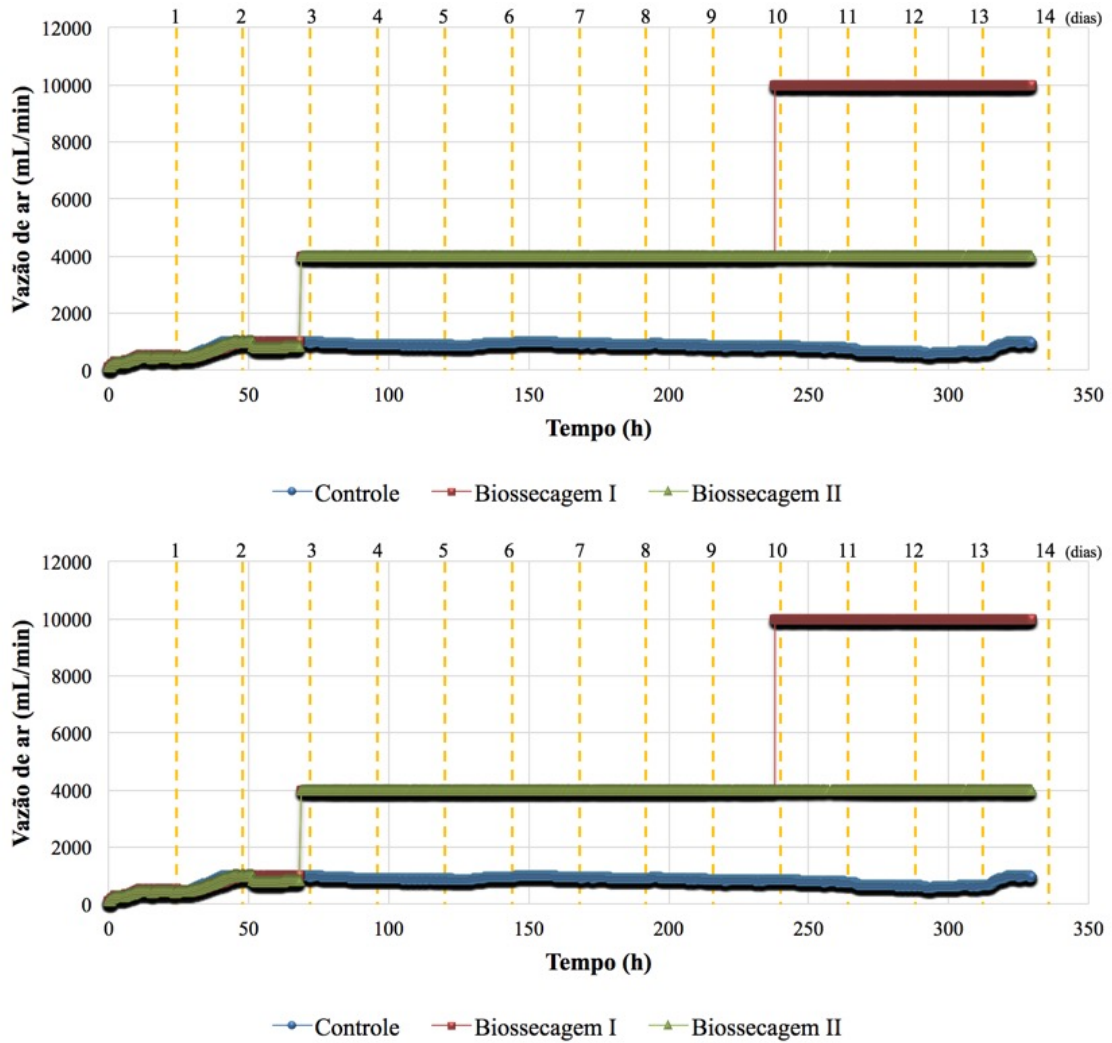 1 2 3 4 5 6 7 8 9 10 11 12 13 14 (dias)
12000
10000
8000
6000
4000
2000
0
Vazão de ar (mL/min)
0 50 100 150 200 250 300 350
Tempo (h)
Controle Biossecagem I Biossecagem II
1 2 3 4 5 6 7 8 9 10 11 12 13 14 (dias)
12000
10000
8000
6000
4000
2000
0
Vazão de ar (mL/min)
0 50 100 150 200 250 300 350
Tempo (h)
Controle Biossecagem I Biossecagem II